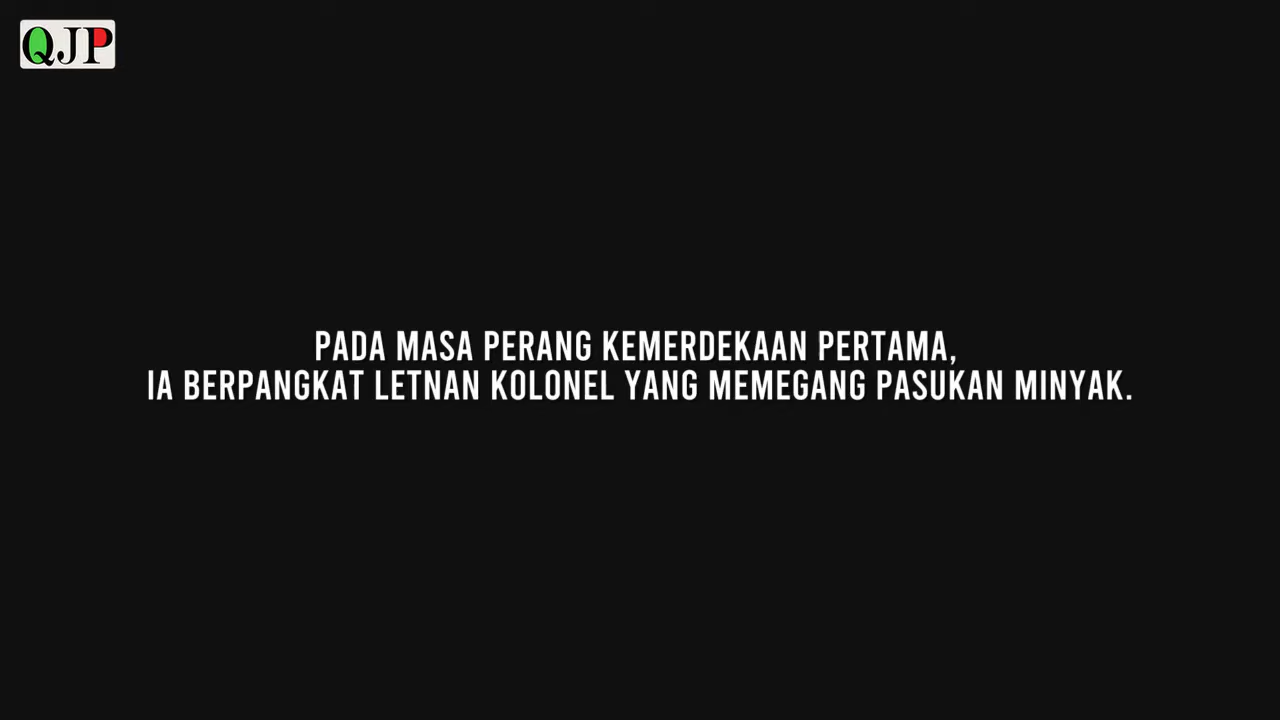 QJP
PADA MASA PERANG KEMERDEKAAN PERTAMA,
IA BERPANGKAT LETNAN KOLONEL YANG MEMEGANG PASUKAN MINYAK.